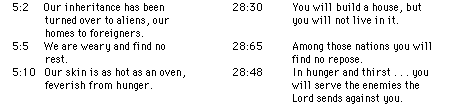 5:2 Our inheritance has been
turned over to aliens, our
homes to foreigners.
5:5 We are weary and find no
rest.
5:10 Our skin is as hot as an oven,
feverish from hunger.
28:30 You will build a house, but
you will not live in it.
28:65 Among those nations you will
find no repose.
28:48 In hunger and thirst . . . you
will serve the enemies the
Lord sends against you.